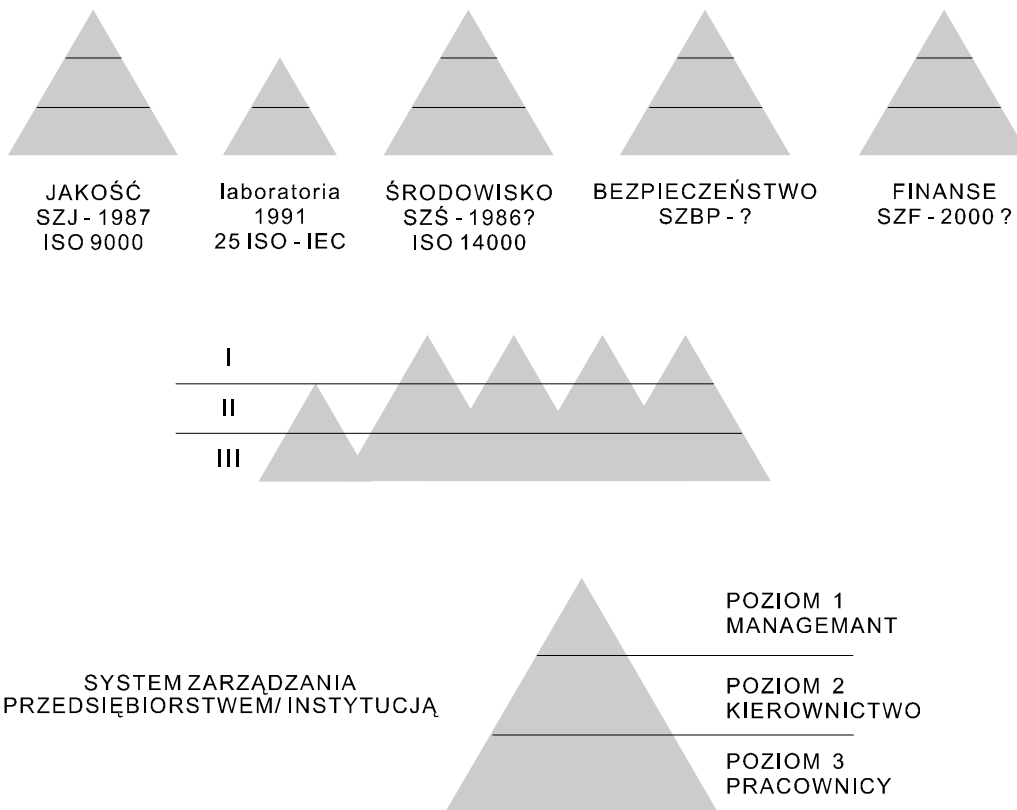 JAKOŚĆ
SZJ - 1987
ISO 9000
laboratoria
1991
25 ISO - IEC
ŚRODOWISKO
SZŚ - 1986?
ISO 14000
BEZPIECZEŃSTWO
SZBP - ?
FINANSE
SZF - 2000 ?
I
II
III
SYSTEM ZARZĄDZANIA
PRZEDSIĘBIORSTWEM/ INSTYTUCJĄ
POZIOM 1
MANAGEMANT
POZIOM 2
KIEROWNICTWO
POZIOM 3
PRACOWNICY